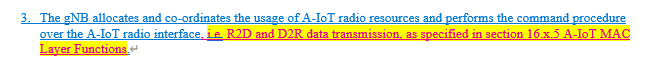 3. The gNB allocates and co-ordinates the usage of A-IoT radio resources and performs the command procedure
over the A-IoT radio interface, i.e. R2D and D2R data transmission, as specified in section 16.x.5 A-IoT MAC
Layer Functions.↵